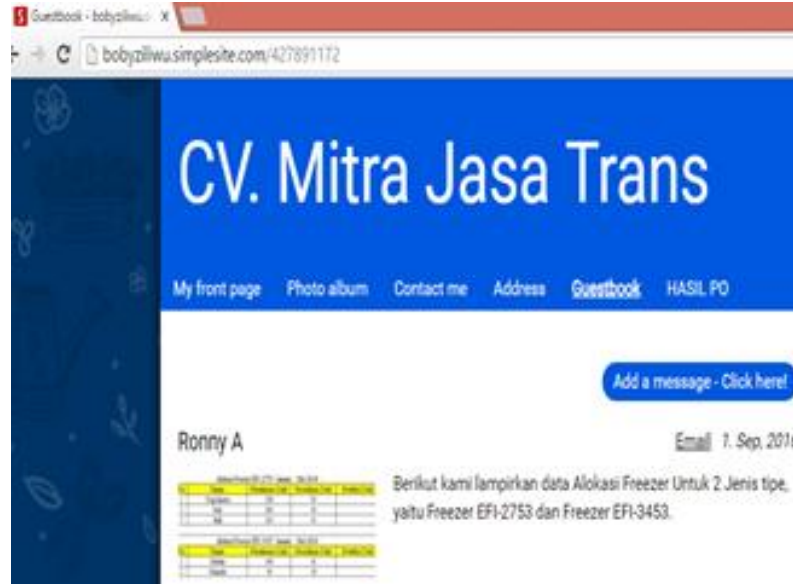 Guestbook - bobyziliwu.s
bobyziliwu.simplesite.com/427891172
CV. Mitra Jasa Trans
My front page Photo album Contact me Address Guestbook HASIL PO
Add a message - Click here!
Ronny A
Email 1. Sep, 201
Berikut kami lampirkan data Alokasi Freezer Untuk 2 Jenis tipe,
yaitu Freezer EFI-2753 dan Freezer EFI-3453.